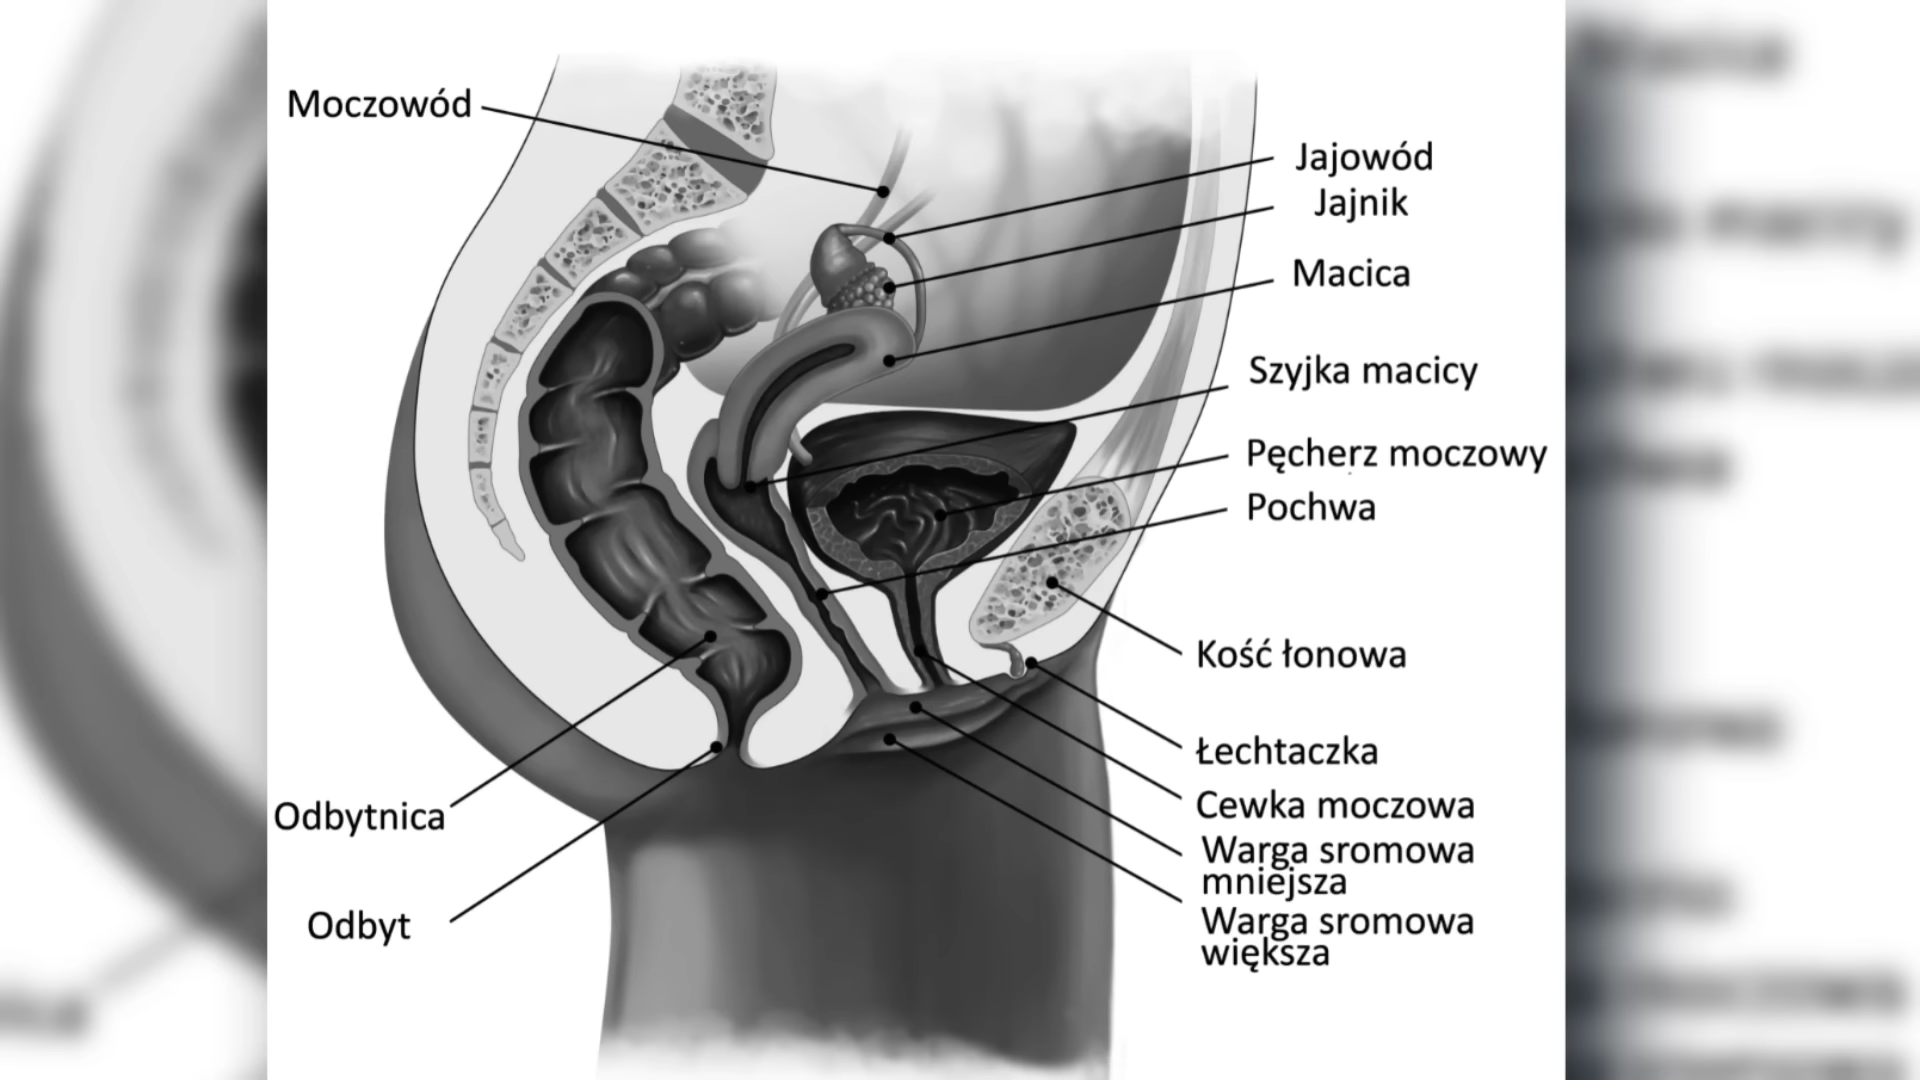 Moczowód
Jajowód
Jajnik
Macica
Szyjka macicy
Pęcherz moczowy
Pochwa
Kość łonowa
Łechtaczka
Cewka moczowa
Warga sromowa
mniejsza
Warga sromowa
większa
Odbytnica
Odbyt